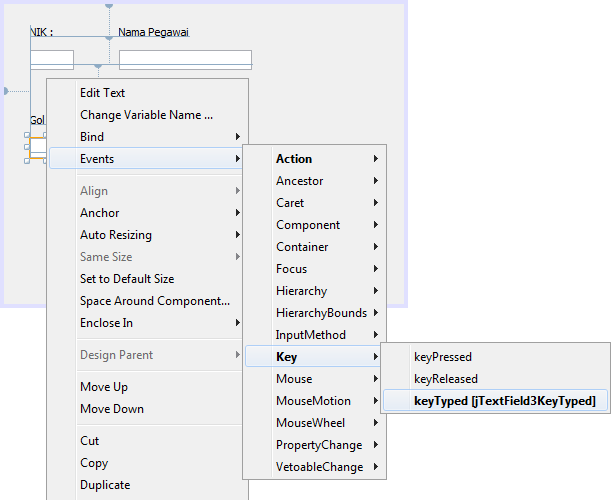 NIK :
Nama Pegawai
Gol
Edit Text
Change Variable Name ...
Bind
Events
Align
Anchor
Auto Resizing
Same Size
Set to Default Size
Space Around Component...
Enclose In
Design Parent
Move Up
Move Down
Cut
Copy
Duplicate
Action
Ancestor
Caret
Component
Container
Focus
Hierarchy
HierarchyBounds
InputMethod
Key
Mouse
MouseMotion
MouseWheel
PropertyChange
VetoableChange
keyPressed
keyReleased
keyTyped [jTextField3KeyTyped]